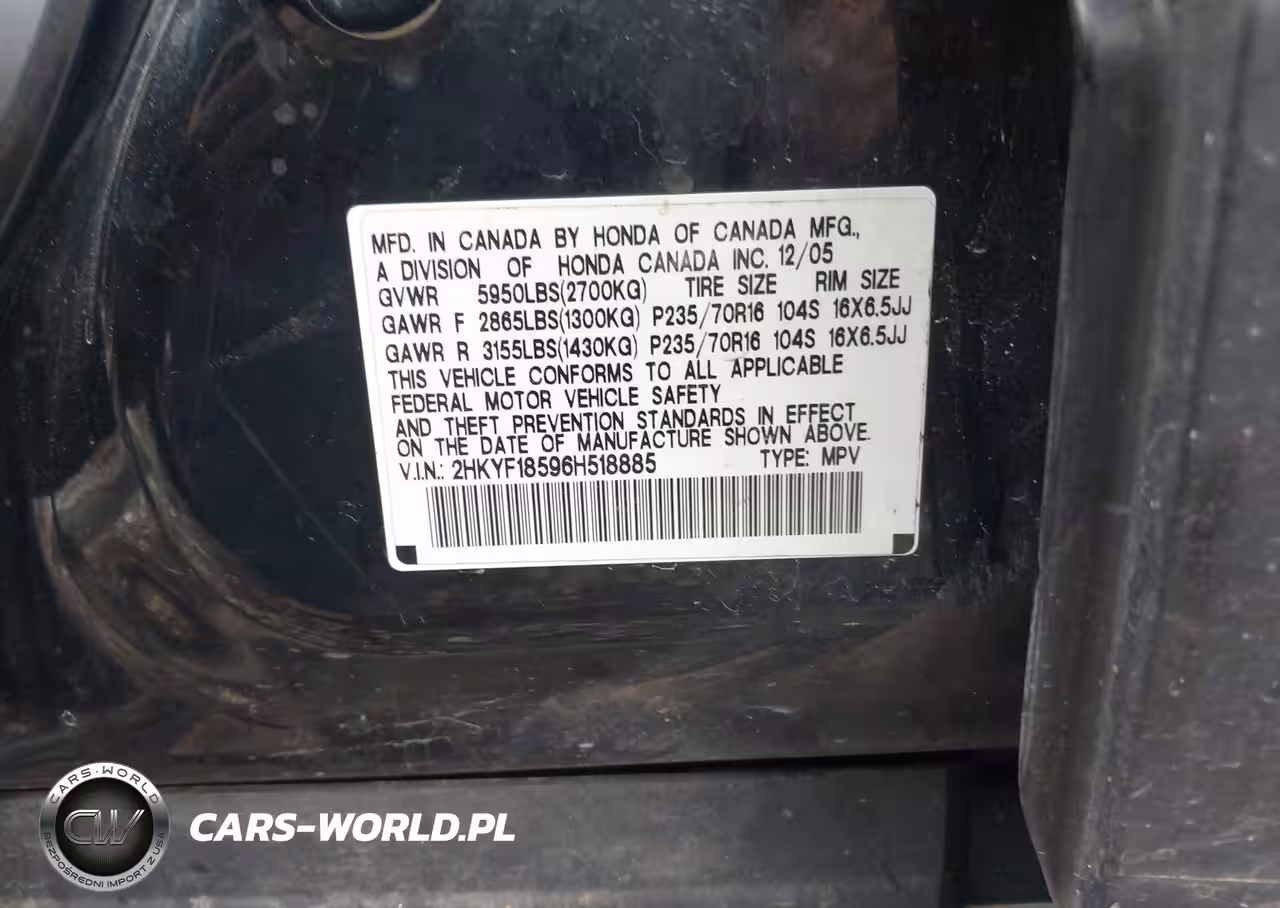 MFD. IN CANADA BY HONDA OF CANADA MFG.,
A DIVISION OF HONDA CANADA INC. 12/05
GVWR 5950LBS(2700KG) TIRE SIZE RIM SIZE
GAWR F 2865LBS(1300KG) P235/70R16 104S 16X6.5JJ
GAWR R 3155LBS(1430KG) P235/70R16 104S 16X6.5JJ
THIS VEHICLE CONFORMS TO ALL APPLICABLE
FEDERAL MOTOR VEHICLE SAFETY
AND THEFT PREVENTION STANDARDS IN EFFECT
ON THE DATE OF MANUFACTURE SHOWN ABOVE.
V.I.N.: 2HKYF18596H518885 TYPE: MPV
CARS-WORLD
CW
BEZPOŚREDNI IMPORT Z USA
CARS-WORLD.PL